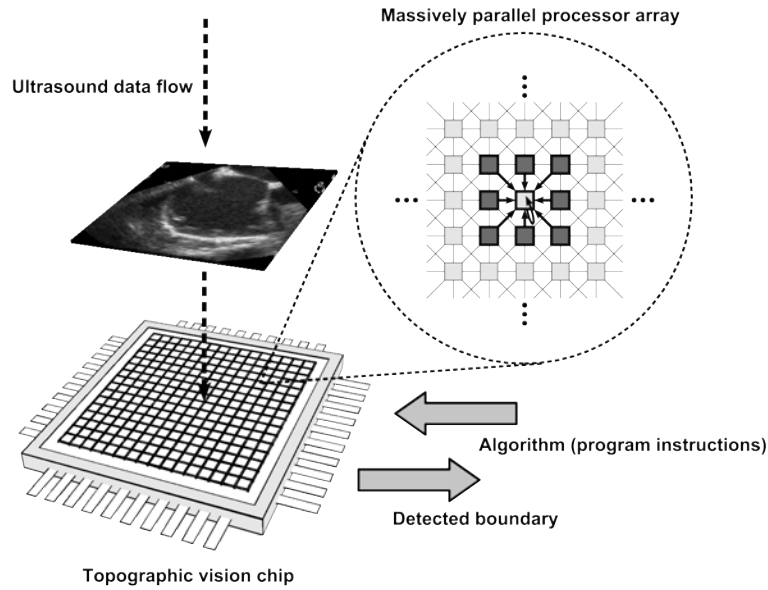 Massively parallel processor array
Ultrasound data flow
Algorithm (program instructions)
Detected boundary
Topographic vision chip